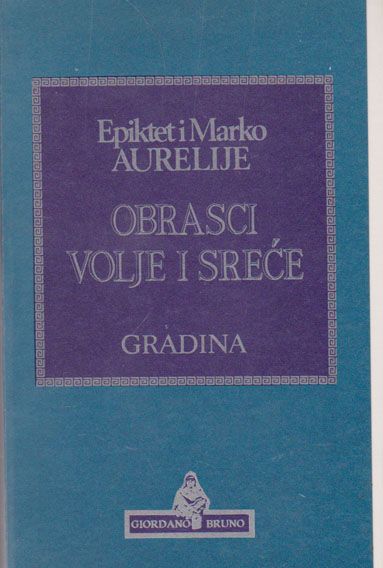 Epiktet i Marko
AURELIJE
OBRASCI
VOLJE I SREĆE
GRADINA
GIORDANO BRUNO